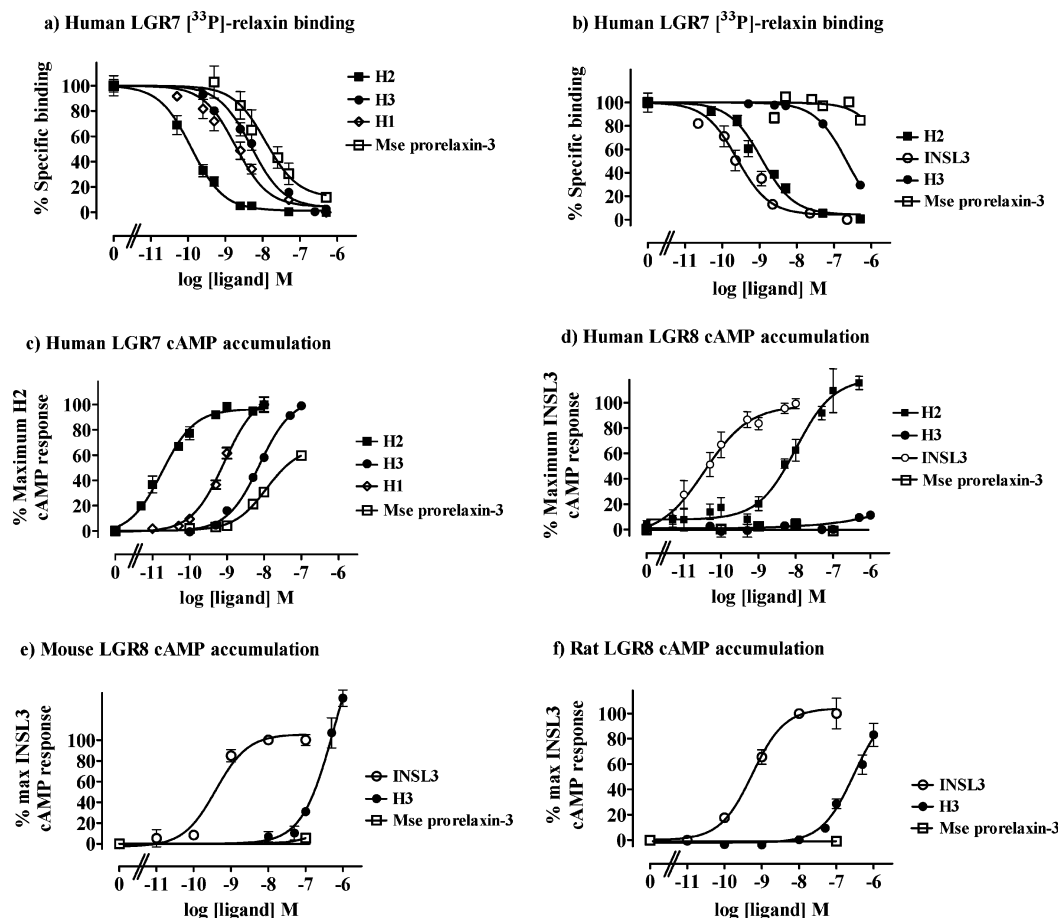 a) Human LGR7 [33P]-relaxin binding
% Specific binding
100
80
60
40
20
0
0 -11 -10 -9 -8 -7 -6
log [ligand] M
H2
H3
H1
Mse prorelaxin-3
b) Human LGR7 [33P]-relaxin binding
% Specific binding
100
80
60
40
20
0
0 -11 -10 -9 -8 -7 -6
log [ligand] M
H2
INSL3
H3
Mse prorelaxin-3
c) Human LGR7 cAMP accumulation
% Maximum H2
cAMP response
100
80
60
40
20
0
0 -11 -10 -9 -8 -7 -6
log [ligand] M
H2
H3
H1
Mse prorelaxin-3
d) Human LGR8 cAMP accumulation
% Maximum INSL3
cAMP response
100
80
60
40
20
0
0 -11 -10 -9 -8 -7 -6
log [ligand] M
H2
H3
INSL3
Mse prorelaxin-3
e) Mouse LGR8 cAMP accumulation
% max INSL3
cAMP response
100
80
60
40
20
0
0 -11 -10 -9 -8 -7 -6
log [ligand] M
INSL3
H3
Mse prorelaxin-3
f) Rat LGR8 cAMP accumulation
% max INSL3
cAMP response
100
80
60
40
20
0
0 -11 -10 -9 -8 -7 -6
log [ligand] M
INSL3
H3
Mse prorelaxin-3